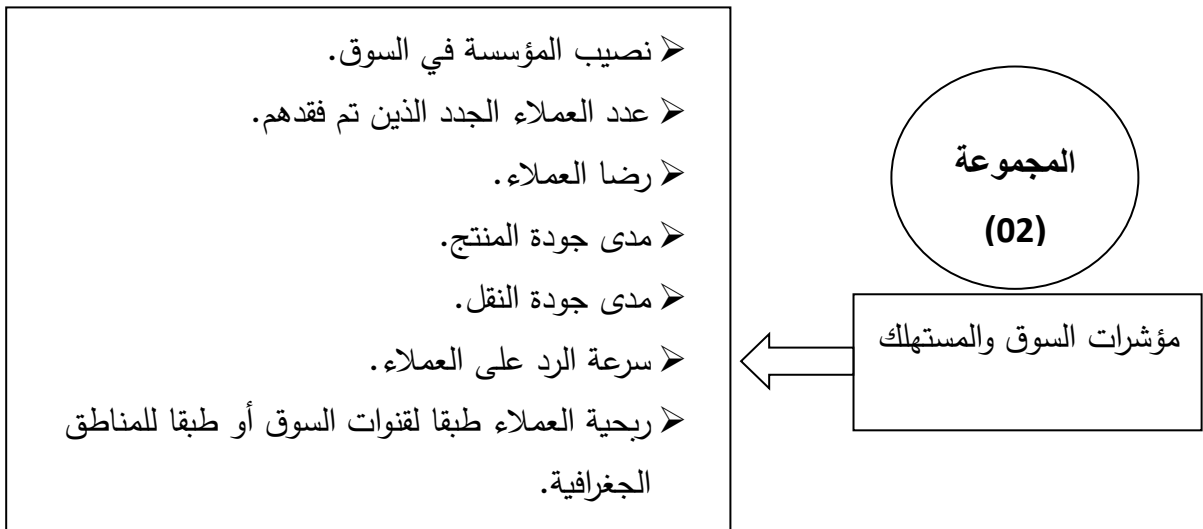 المجموعة
(02)
مؤشرات السوق والمستهلك
➢ نصيب المؤسسة في السوق.
➢ عدد العملاء الجدد الذين تم فقدهم.
➢ رضا العملاء.
➢ مدى جودة المنتج.
➢ مدى جودة النقل.
➢ سرعة الرد على العملاء.
➢ ربحية العملاء طبقا لقنوات السوق أو طبقا للمناطق
الجغرافية.